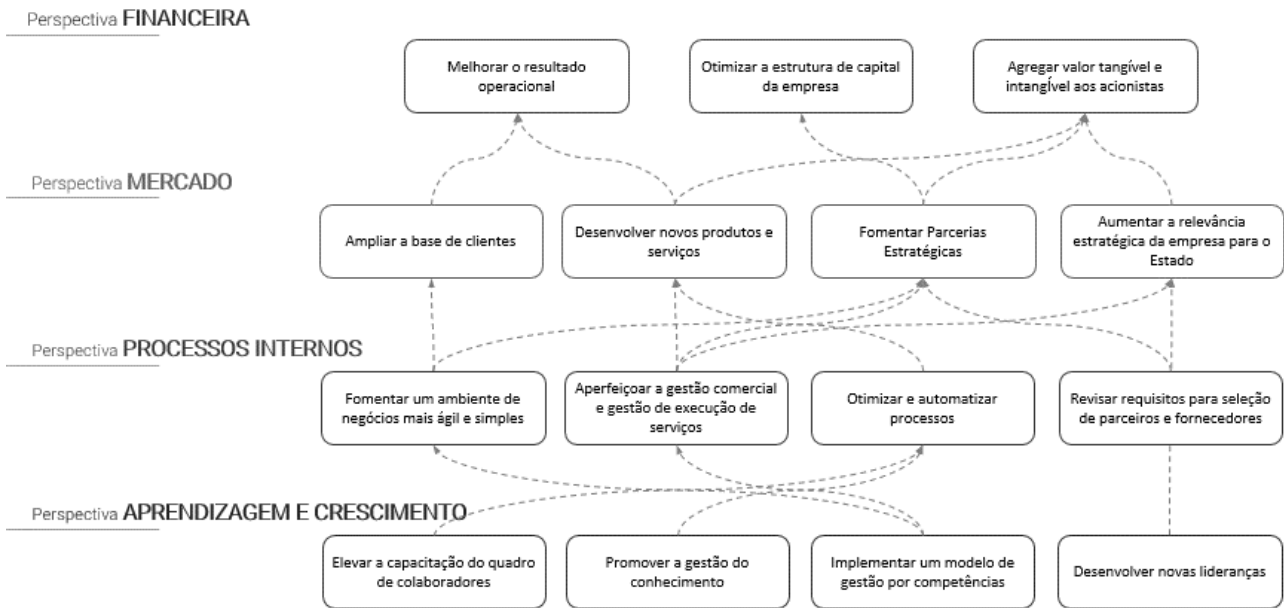 Perspectiva FINANCEIRA
Melhorar o resultado
operacional
Otimizar a estrutura de capital
da empresa
Agregar valor tangível e
intangível aos acionistas
Perspectiva MERCADO
Ampliar a base de clientes
Desenvolver novos produtos e
serviços
Fomentar Parcerias
Estratégicas
Aumentar a relevância
estratégica da empresa para o
Estado
Perspectiva PROCESSOS INTERNOS
Fomentar um ambiente de
negócios mais ágil e simples
Aperfeiçoar a gestão comercial
e gestão de execução de
serviços
Otimizar e automatizar
processos
Revisar requisitos para seleção
de parceiros e fornecedores
Perspectiva APRENDIZAGEM E CRESCIMENTO
Elevar a capacitação do quadro
de colaboradores
Promover a gestão do
conhecimento
Implementar um modelo de
gestão por competências
Desenvolver novas lideranças